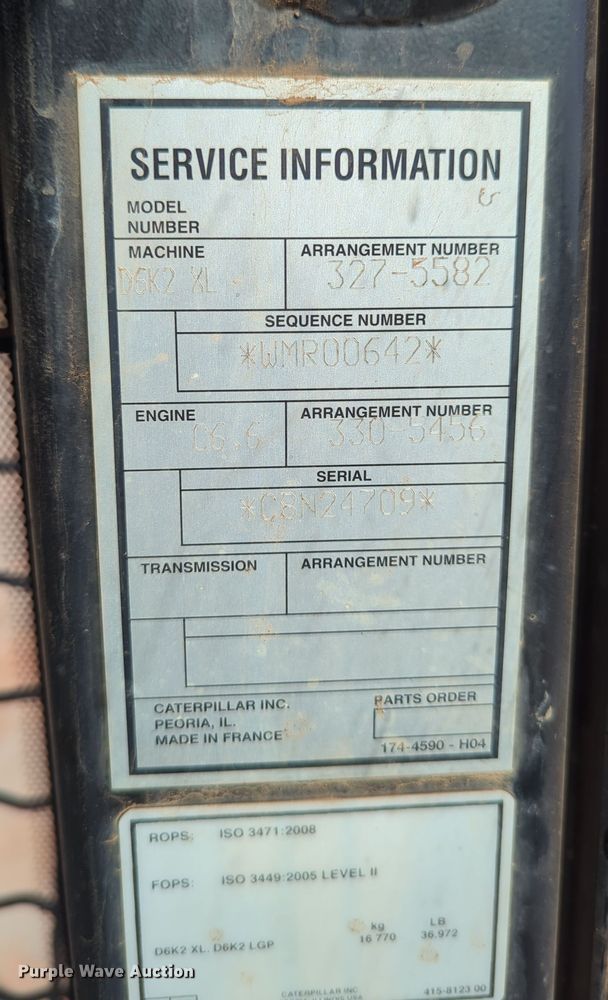 SERVICE INFORMATION
MODEL
NUMBER
MACHINE ARRANGEMENT NUMBER
D6K2 XL 327-5582
SEQUENCE NUMBER
*WMR00642*
ENGINE ARRANGEMENT NUMBER
C6.6 330-5456
SERIAL
*C8N24709*
TRANSMISSION ARRANGEMENT NUMBER
CATERPILLAR INC. PARTS ORDER
PEORIA, IL.
MADE IN FRANCE 174-4590 - H04
ROPS: ISO 3471:2008
FOPS: ISO 3449:2005 LEVEL II
kg LB
D6K2 XL. D6K2 LGP 16 770 36.972
CATERPILLAR INC 415-8123 00
USA
Purple Wave Auction